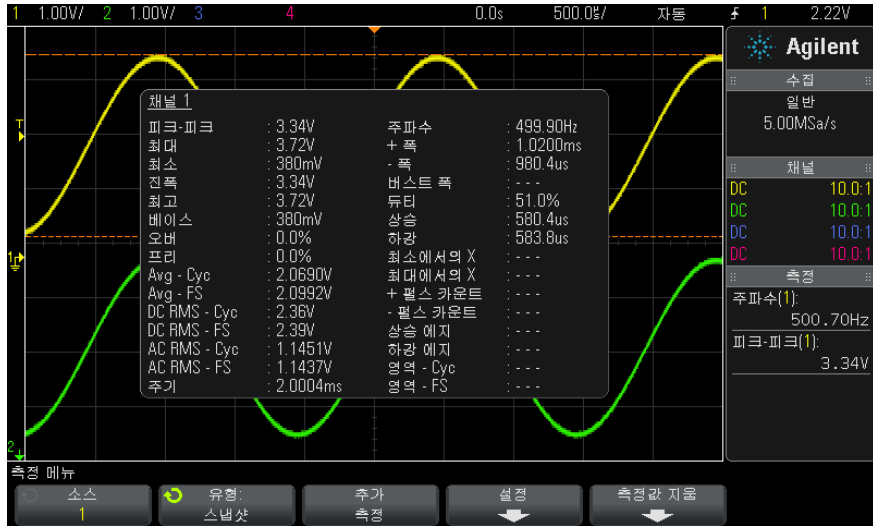 1 1.00V/ 2 1.00V/ 3 4 0.0s 500.0㎲/ 자동 1 2.22V
Agilent
수집
일반
5.00MSa/s
채널
DC 10.0:1
DC 10.0:1
DC 10.0:1
DC 10.0:1
측정
주파수(1):
500.70Hz
피크-피크(1):
3.34V
T
1
2
채널 1
피크-피크 : 3.34V 주파수 : 499.90Hz
최대 : 3.72V + 폭 : 1.0200ms
최소 : 380mV - 폭 : 980.4us
진폭 : 3.34V 버스트 폭 : - - -
최고 : 3.72V 듀티 : 51.0%
베이스 : 380mV 상승 : 580.4us
오버 : 0.0% 하강 : 583.8us
프리 : 0.0% 최소에서의 X : - - -
Avg - Cyc : 2.0690V 최대에서의 X : - - -
Avg - FS : 2.0992V + 펄스 카운트 : - - -
DC RMS - Cyc : 2.36V - 펄스 카운트 : - - -
DC RMS - FS : 2.39V 상승 에지 : - - -
AC RMS - Cyc : 1.1451V 하강 에지 : - - -
AC RMS - FS : 1.1437V 영역 - Cyc : - - -
주기 : 2.0004ms 영역 - FS : - - -
측정 메뉴
소스 유형: 추가 설정 측정값 지움
1 스냅샷 측정